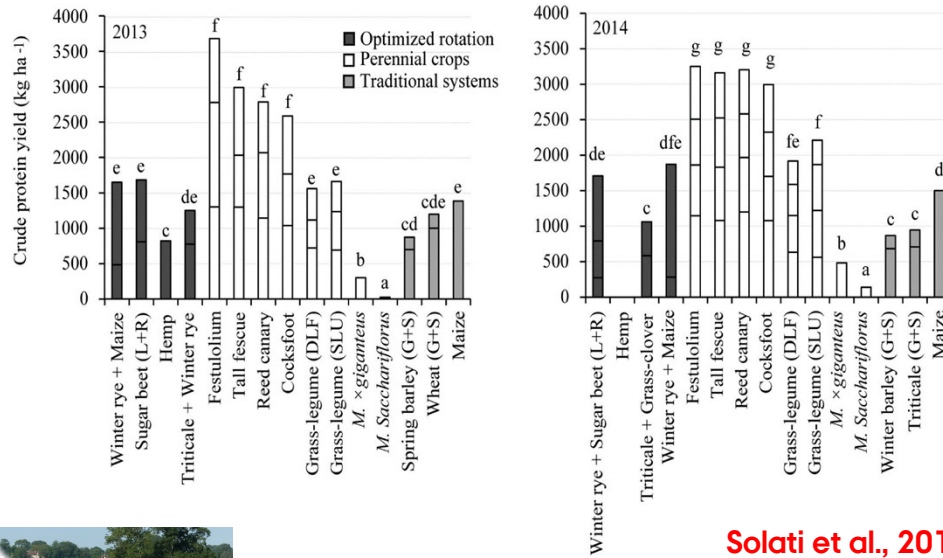 Crude protein yield (kg ha -1)
4000
3500
3000
2500
2000
1500
1000
500
0
2013
Optimized rotation
Perennial crops
Traditional systems
e
e
c
de
f
f
f
f
e
e
b
a
cd
cde
e
Winter rye + Maize
Sugar beet (L+R)
Hemp
Triticale + Winter rye
Festulolium
Tall fescue
Reed canary
Cocksfoot
Grass-legume (DLF)
Grass-legume (SLU)
M. ×giganteus
M. Sacchariflorus
Spring barley (G+S)
Wheat (G+S)
Maize
4000
3500
3000
2500
2000
1500
1000
500
0
2014
de
c
dfe
g
g
g
g
fe
f
b
a
c
c
d
Winter rye + Sugar beet (L+R)
Hemp
Triticale + Grass-clover
Winter rye + Maize
Festulolium
Tall fescue
Reed canary
Cocksfoot
Grass-legume (DLF)
Grass-legume (SLU)
M. ×giganteus
M. Sacchariflorus
Winter barley (G+S)
Triticale (G+S)
Maize
Solati et al., 201